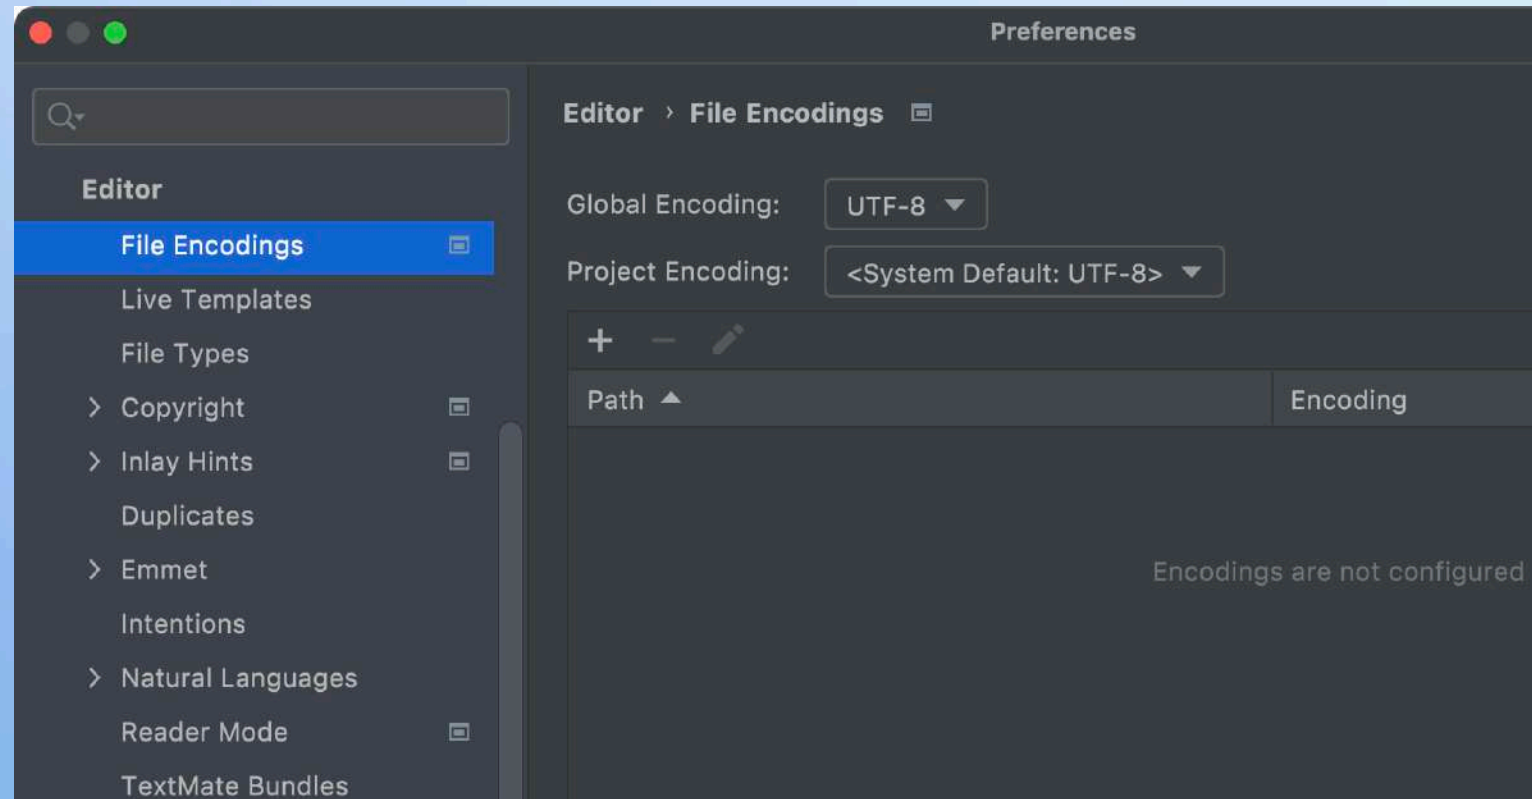 Preferences
Editor
File Encodings
Live Templates
File Types
Copyright
Inlay Hints
Duplicates
Emmet
Intentions
Natural Languages
Reader Mode
TextMate Bundles
Editor › File Encodings
Global Encoding: UTF-8
Project Encoding: <System Default: UTF-8>
Path Encoding
Encodings are not configured